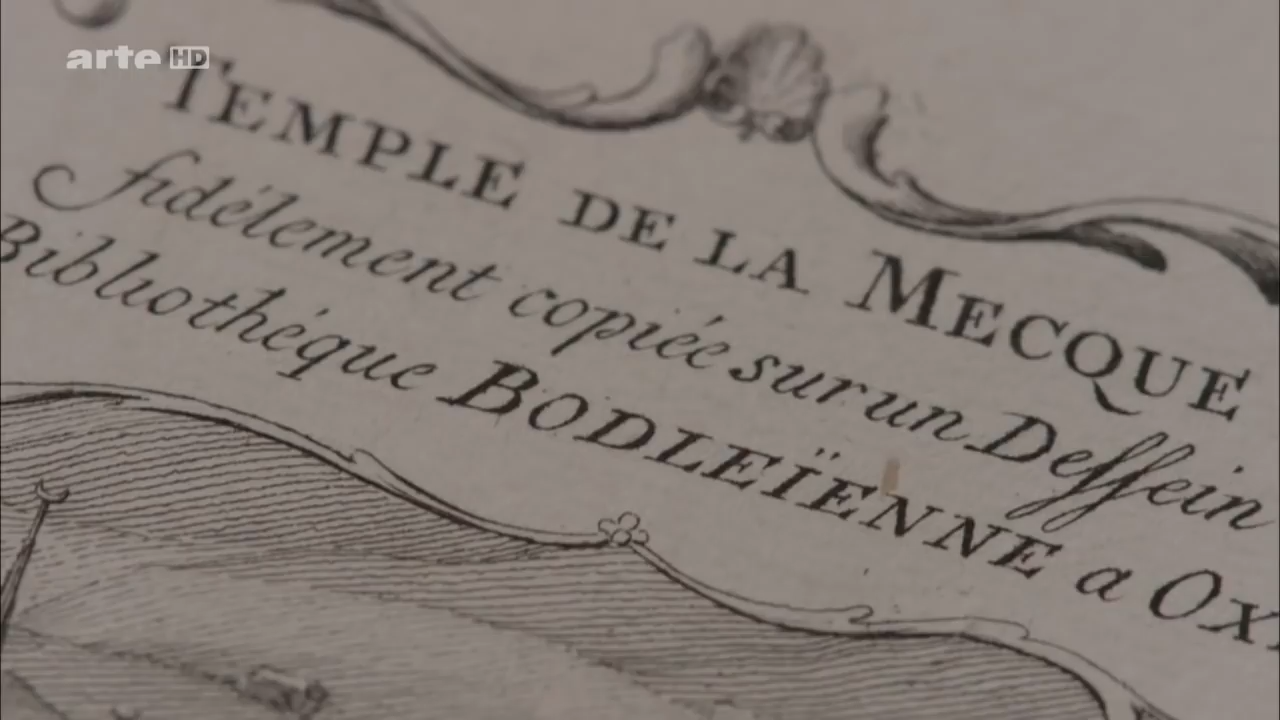 arte HD
TEMPLE DE LA MECQUE
fidélement copiée sur un Dessein
Bibliothéque BODLEÏENNE a OX